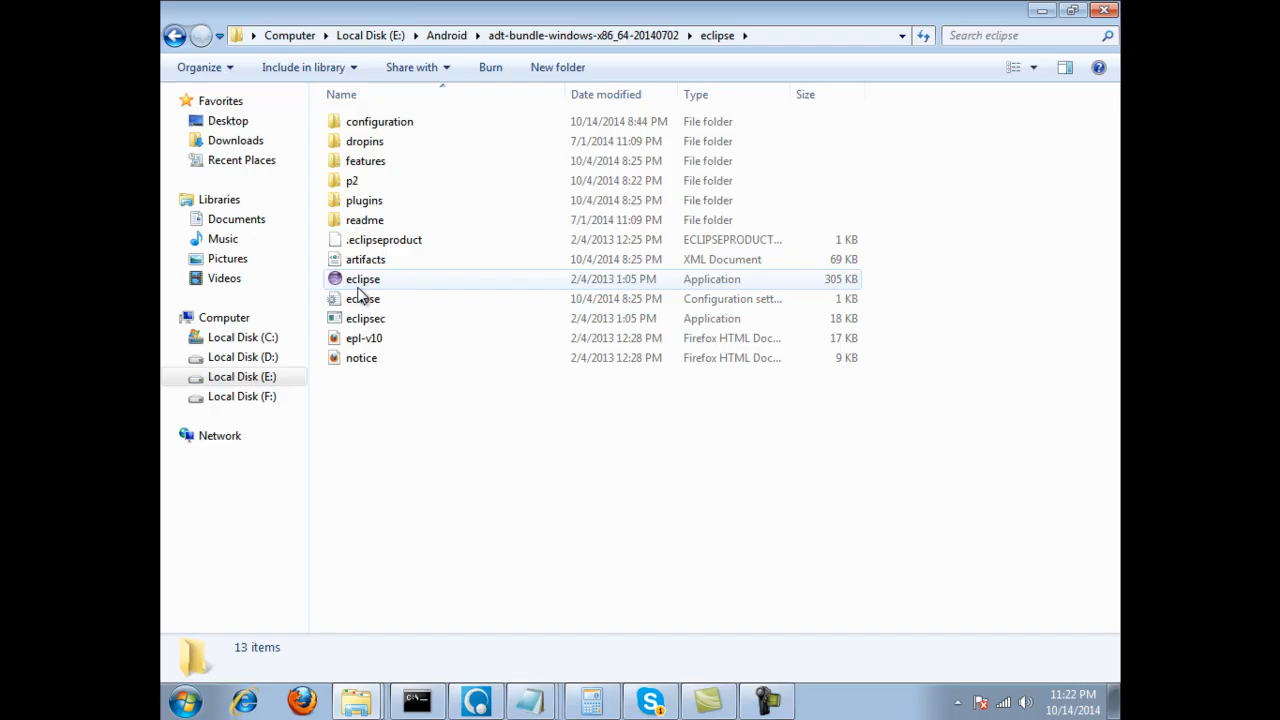 Computer Local Disk (E:) Android adt-bundle-windows-x86_64-20140702 eclipse Search eclipse
Organize Include in library Share with Burn New folder
Favorites
Desktop
Downloads
Recent Places
Libraries
Documents
Music
Pictures
Videos
Computer
Local Disk (C:)
Local Disk (D:)
Local Disk (E:)
Local Disk (F:)
Network
Name Date modified Type Size
configuration 10/14/2014 8:44 PM File folder
dropins 7/1/2014 11:09 PM File folder
features 10/4/2014 8:25 PM File folder
p2 10/4/2014 8:22 PM File folder
plugins 10/4/2014 8:25 PM File folder
readme 7/1/2014 11:09 PM File folder
.eclipseproduct 2/4/2013 12:25 PM ECLIPSEPRODUCT... 1 KB
artifacts 10/4/2014 8:25 PM XML Document 69 KB
eclipse 2/4/2013 1:05 PM Application 305 KB
eclipse 10/4/2014 8:25 PM Configuration sett... 1 KB
eclipsec 2/4/2013 1:05 PM Application 18 KB
epl-v10 2/4/2013 12:28 PM Firefox HTML Doc... 17 KB
notice 2/4/2013 12:28 PM Firefox HTML Doc... 9 KB
13 items
C:\
11:22 PM
10/14/2014